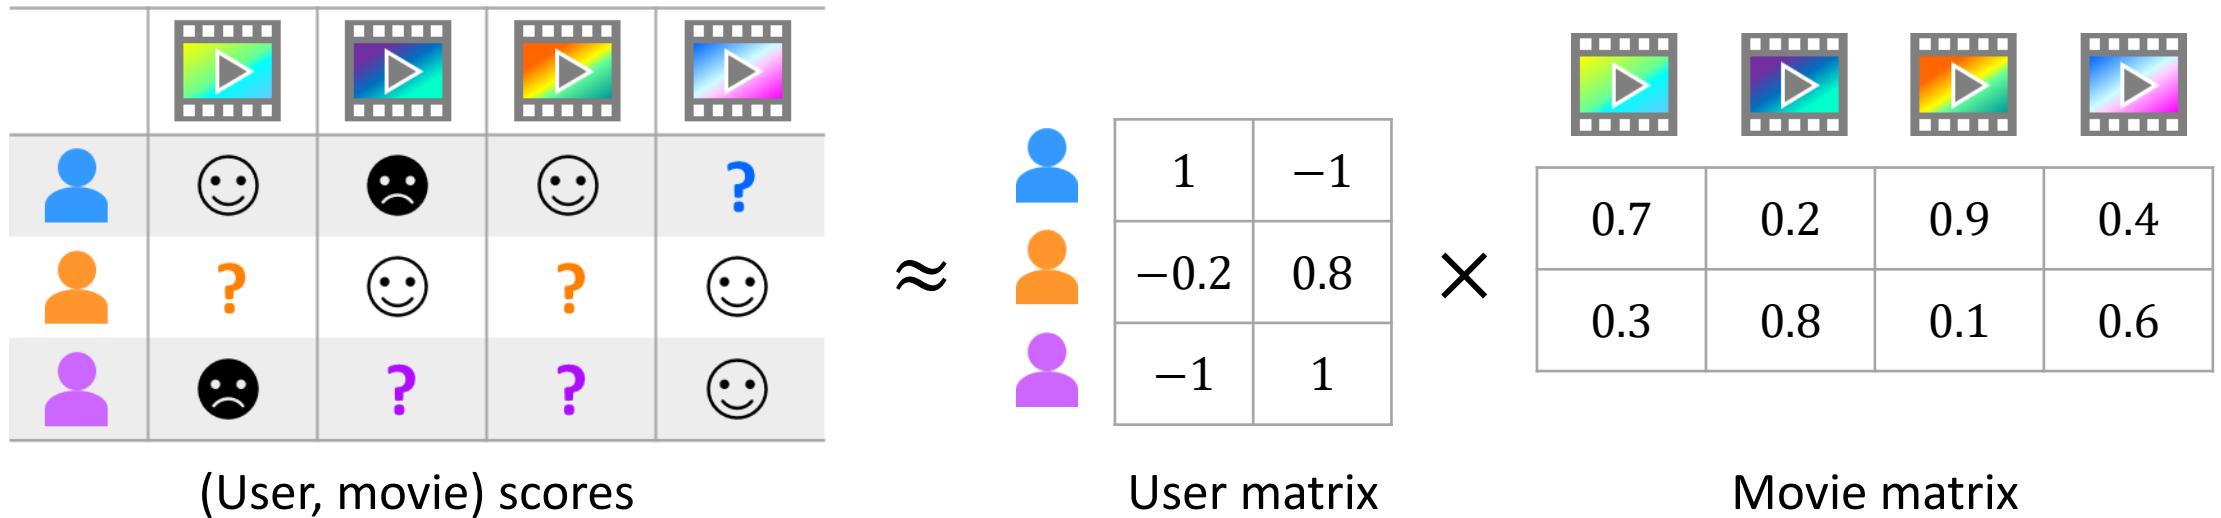 ?
? ?
? ?
≈
1 −1
−0.2 0.8
−1 1
×
0.7 0.2 0.9 0.4
0.3 0.8 0.1 0.6
(User, movie) scores
User matrix
Movie matrix